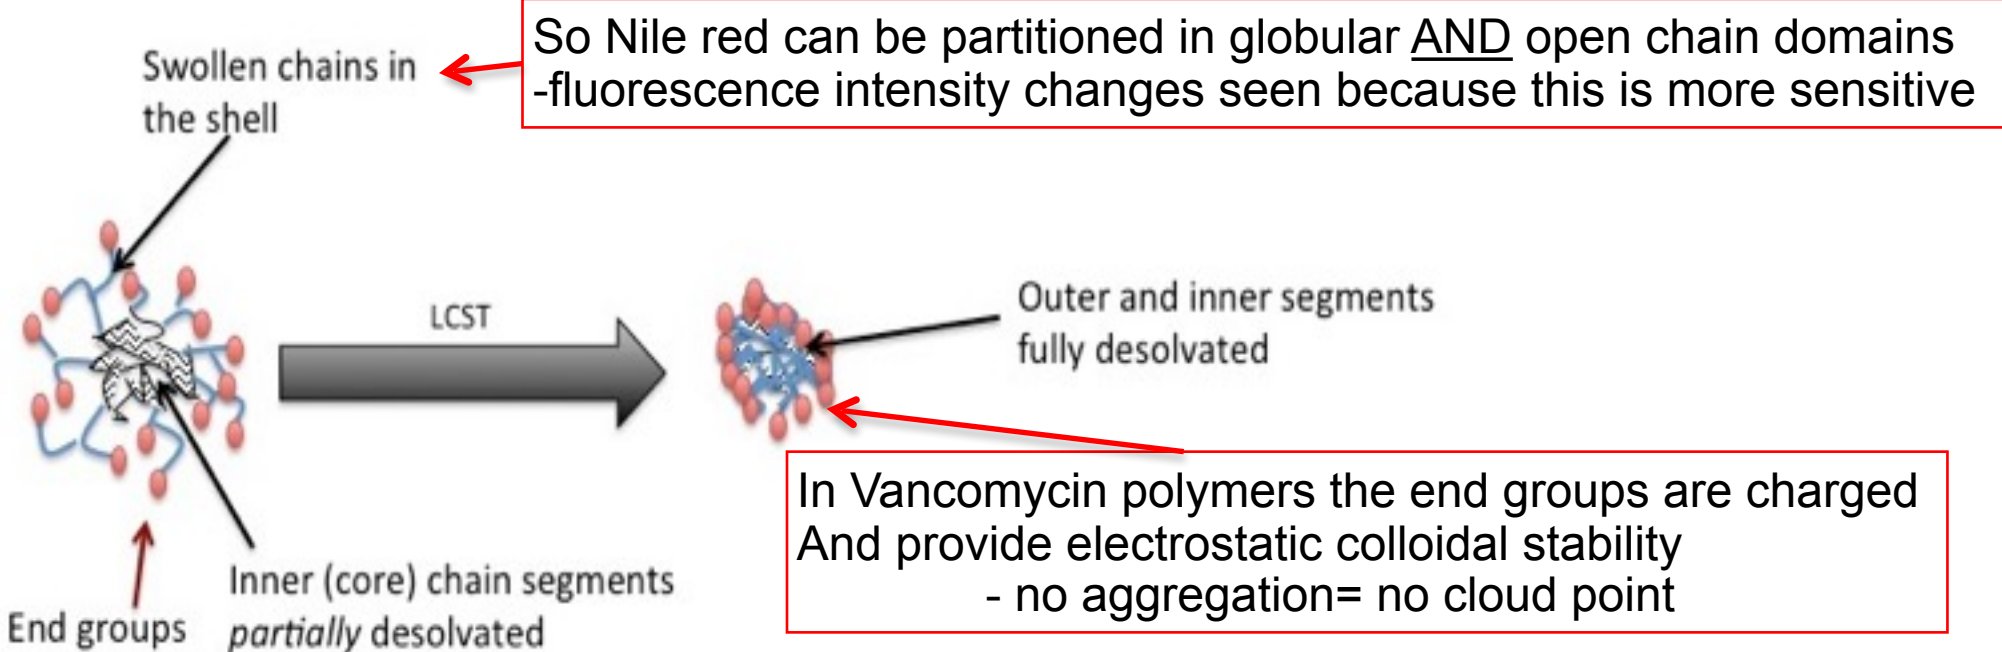 So Nile red can be partitioned in globular AND open chain domains
-fluorescence intensity changes seen because this is more sensitive
Swollen chains in
the shell
LCST
Outer and inner segments
fully desolvated
In Vancomycin polymers the end groups are charged
And provide electrostatic colloidal stability
- no aggregation= no cloud point
Inner (core) chain segments
partially desolvated
End groups